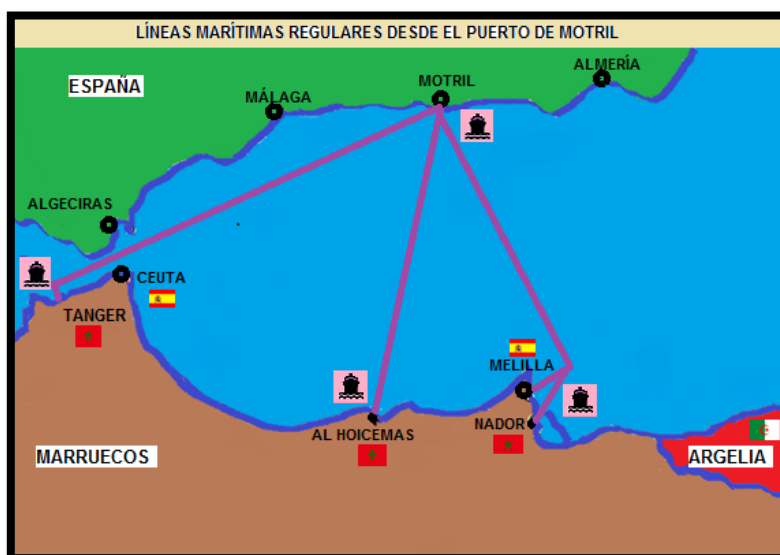 LÍNEAS MARÍTIMAS REGULARES DESDE EL PUERTO DE MOTRIL
ESPAÑA
MÁLAGA
MOTRIL
ALMERÍA
ALGECIRAS
CEUTA
TANGER
MELILLA
AL HOICEMAS
NADOR
MARRUECOS
ARGELIA